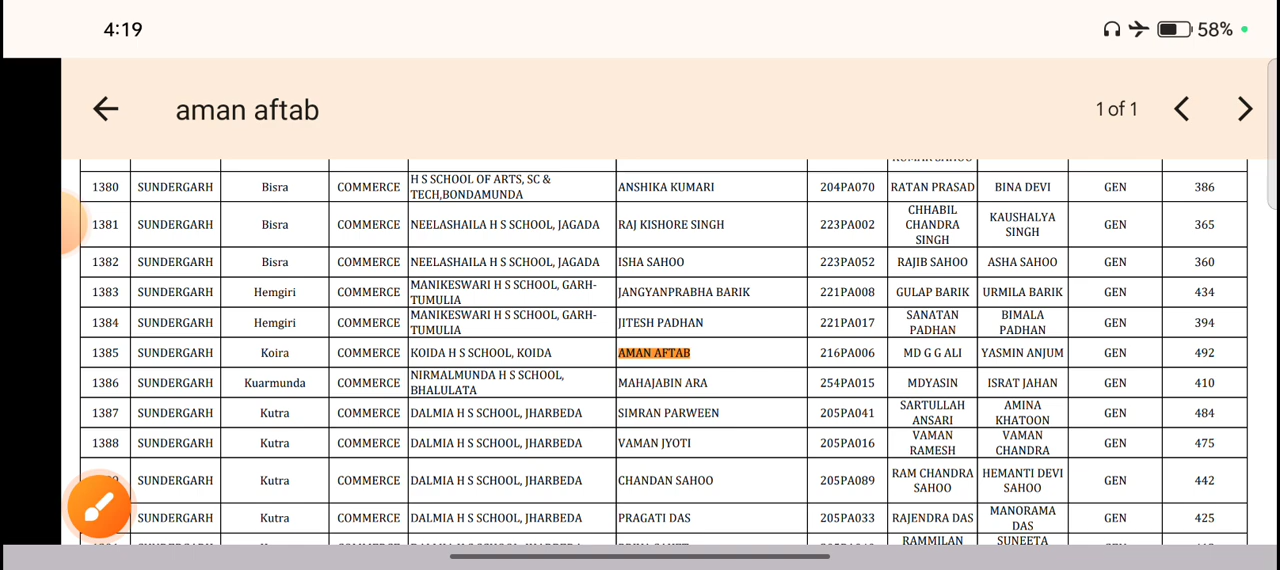 4:19
58%
aman aftab
1 of 1
1380 SUNDERGARH Bisra COMMERCE H S SCHOOL OF ARTS, SC & TECH,BONDAMUNDA ANSHIKA KUMARI 204PA070 RATAN PRASAD BINA DEVI GEN 386
1381 SUNDERGARH Bisra COMMERCE NEELASHAILA H S SCHOOL, JAGADA RAJ KISHORE SINGH 223PA002 CHHABIL CHANDRA SINGH KAUSHALYA SINGH GEN 365
1382 SUNDERGARH Bisra COMMERCE NEELASHAILA H S SCHOOL, JAGADA ISHA SAHOO 223PA052 RAJIB SAHOO ASHA SAHOO GEN 360
1383 SUNDERGARH Hemgiri COMMERCE MANIKESWARI H S SCHOOL, GARH-TUMULIA JANGYANPRABHA BARIK 221PA008 GULAP BARIK URMILA BARIK GEN 434
1384 SUNDERGARH Hemgiri COMMERCE MANIKESWARI H S SCHOOL, GARH-TUMULIA JITESH PADHAN 221PA017 SANATAN PADHAN BIMALA PADHAN GEN 394
1385 SUNDERGARH Koira COMMERCE KOIDA H S SCHOOL, KOIDA AMAN AFTAB 216PA006 MD G G ALI YASMIN ANJUM GEN 492
1386 SUNDERGARH Kuarmunda COMMERCE NIRMALMUNDA H S SCHOOL, BHALULATA MAHAJABIN ARA 254PA015 MDYASIN ISRAT JAHAN GEN 410
1387 SUNDERGARH Kutra COMMERCE DALMIA H S SCHOOL, JHARBEDA SIMRAN PARWEEN 205PA041 SARTULLAH ANSARI AMINA KHATOON GEN 484
1388 SUNDERGARH Kutra COMMERCE DALMIA H S SCHOOL, JHARBEDA VAMAN JYOTI 205PA016 VAMAN RAMESH VAMAN CHANDRA GEN 475
SUNDERGARH Kutra COMMERCE DALMIA H S SCHOOL, JHARBEDA CHANDAN SAHOO 205PA089 RAM CHANDRA SAHOO HEMANTI DEVI SAHOO GEN 442
SUNDERGARH Kutra COMMERCE DALMIA H S SCHOOL, JHARBEDA PRAGATI DAS 205PA033 RAJENDRA DAS MANORAMA DAS GEN 425
SUNDERGARH COMMERCE RAMMILAN SUNEETA